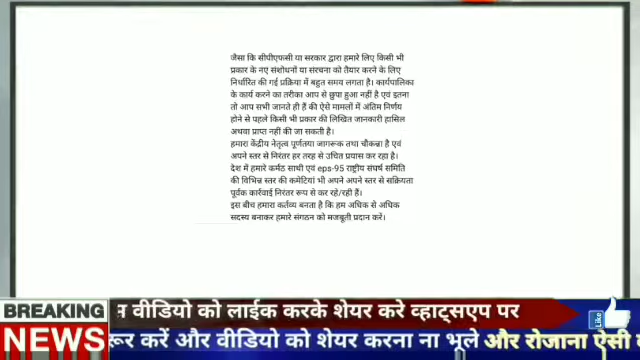 जैसा कि सीपीएफसी या सरकार द्वारा हमारे लिए किसी भी
प्रकार के नए संशोधनों या संरचना को तैयार करने के लिए
निर्धारित की गई प्रक्रिया में बहुत समय लगता है। कार्यपालिका
के कार्य करने का तरीका आप से छुपा हुआ नहीं है एवं इतना
तो आप सभी जानते ही हैं की ऐसे मामलों में अंतिम निर्णय
होने से पहले किसी भी प्रकार की लिखित जानकारी हासिल
अथवा प्राप्त नहीं की जा सकती है।
हमारा केंद्रीय नेतृत्व पूर्णतया जागरूक तथा चौकन्ना है एवं
अपने स्तर से निरंतर हर तरह से उचित प्रयास कर रहा है।
देश में हमारे कर्मठ साथी एवं eps-95 राष्ट्रीय संघर्ष समिति
की विभिन्न स्तर की कमेटियां भी अपने अपने स्तर से सक्रियता
पूर्वक कार्रवाई निरंतर रूप से कर रहे/रही हैं।
इस बीच हमारा कर्तव्य बनता है कि हम अधिक से अधिक
सदस्य बनाकर हमारे संगठन को मजबूती प्रदान करें।
BREAKING
NEWS
वीडियो को लाईक करके शेयर करे व्हाट्सएप पर
Like
करें और वीडियो को शेयर करना ना भूले और रोजाना ऐसी